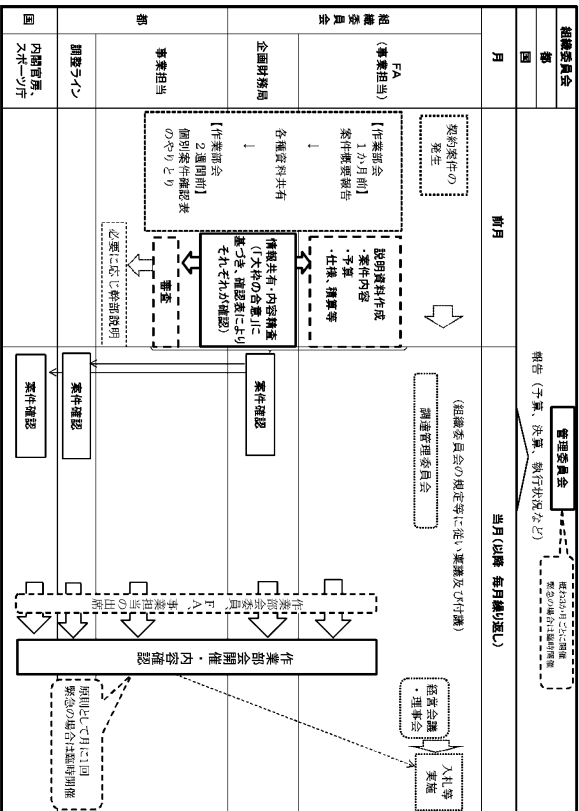 組織委員会
都
国
管理委員会
概ね3か月ごとに開催
緊急の場合は臨時開催
報告（予算、決算、執行状況など）
月
前月
当月（以降 毎月繰り返し）
組織委員会
FA
（事業担当）
企画財務局
都
事業担当
調整ライン
国
内閣官房、
スポーツ庁
契約案件の
発生
【作業部会
１か月前】
案件概要報告
↓
各種資料共有
↓
【作業部会
２週間前】
個別案件確認表
のやりとり
説明資料作成
・案件内容
・予算
・仕様、積算等
情報共有・内容精査
（「大枠の合意」に
基づき、確認表により
それぞれが確認）
審査
必要に応じ幹部説明
（組織委員会の規定等に従い稟議及び付議）
調達管理委員会
案件確認
案件確認
案件確認
作業部会委員、FA、事業担当の出席
作業部会開催・内容確認
原則として月に1回
緊急の場合は臨時開催
経営会議
・理事会
入札等
実施